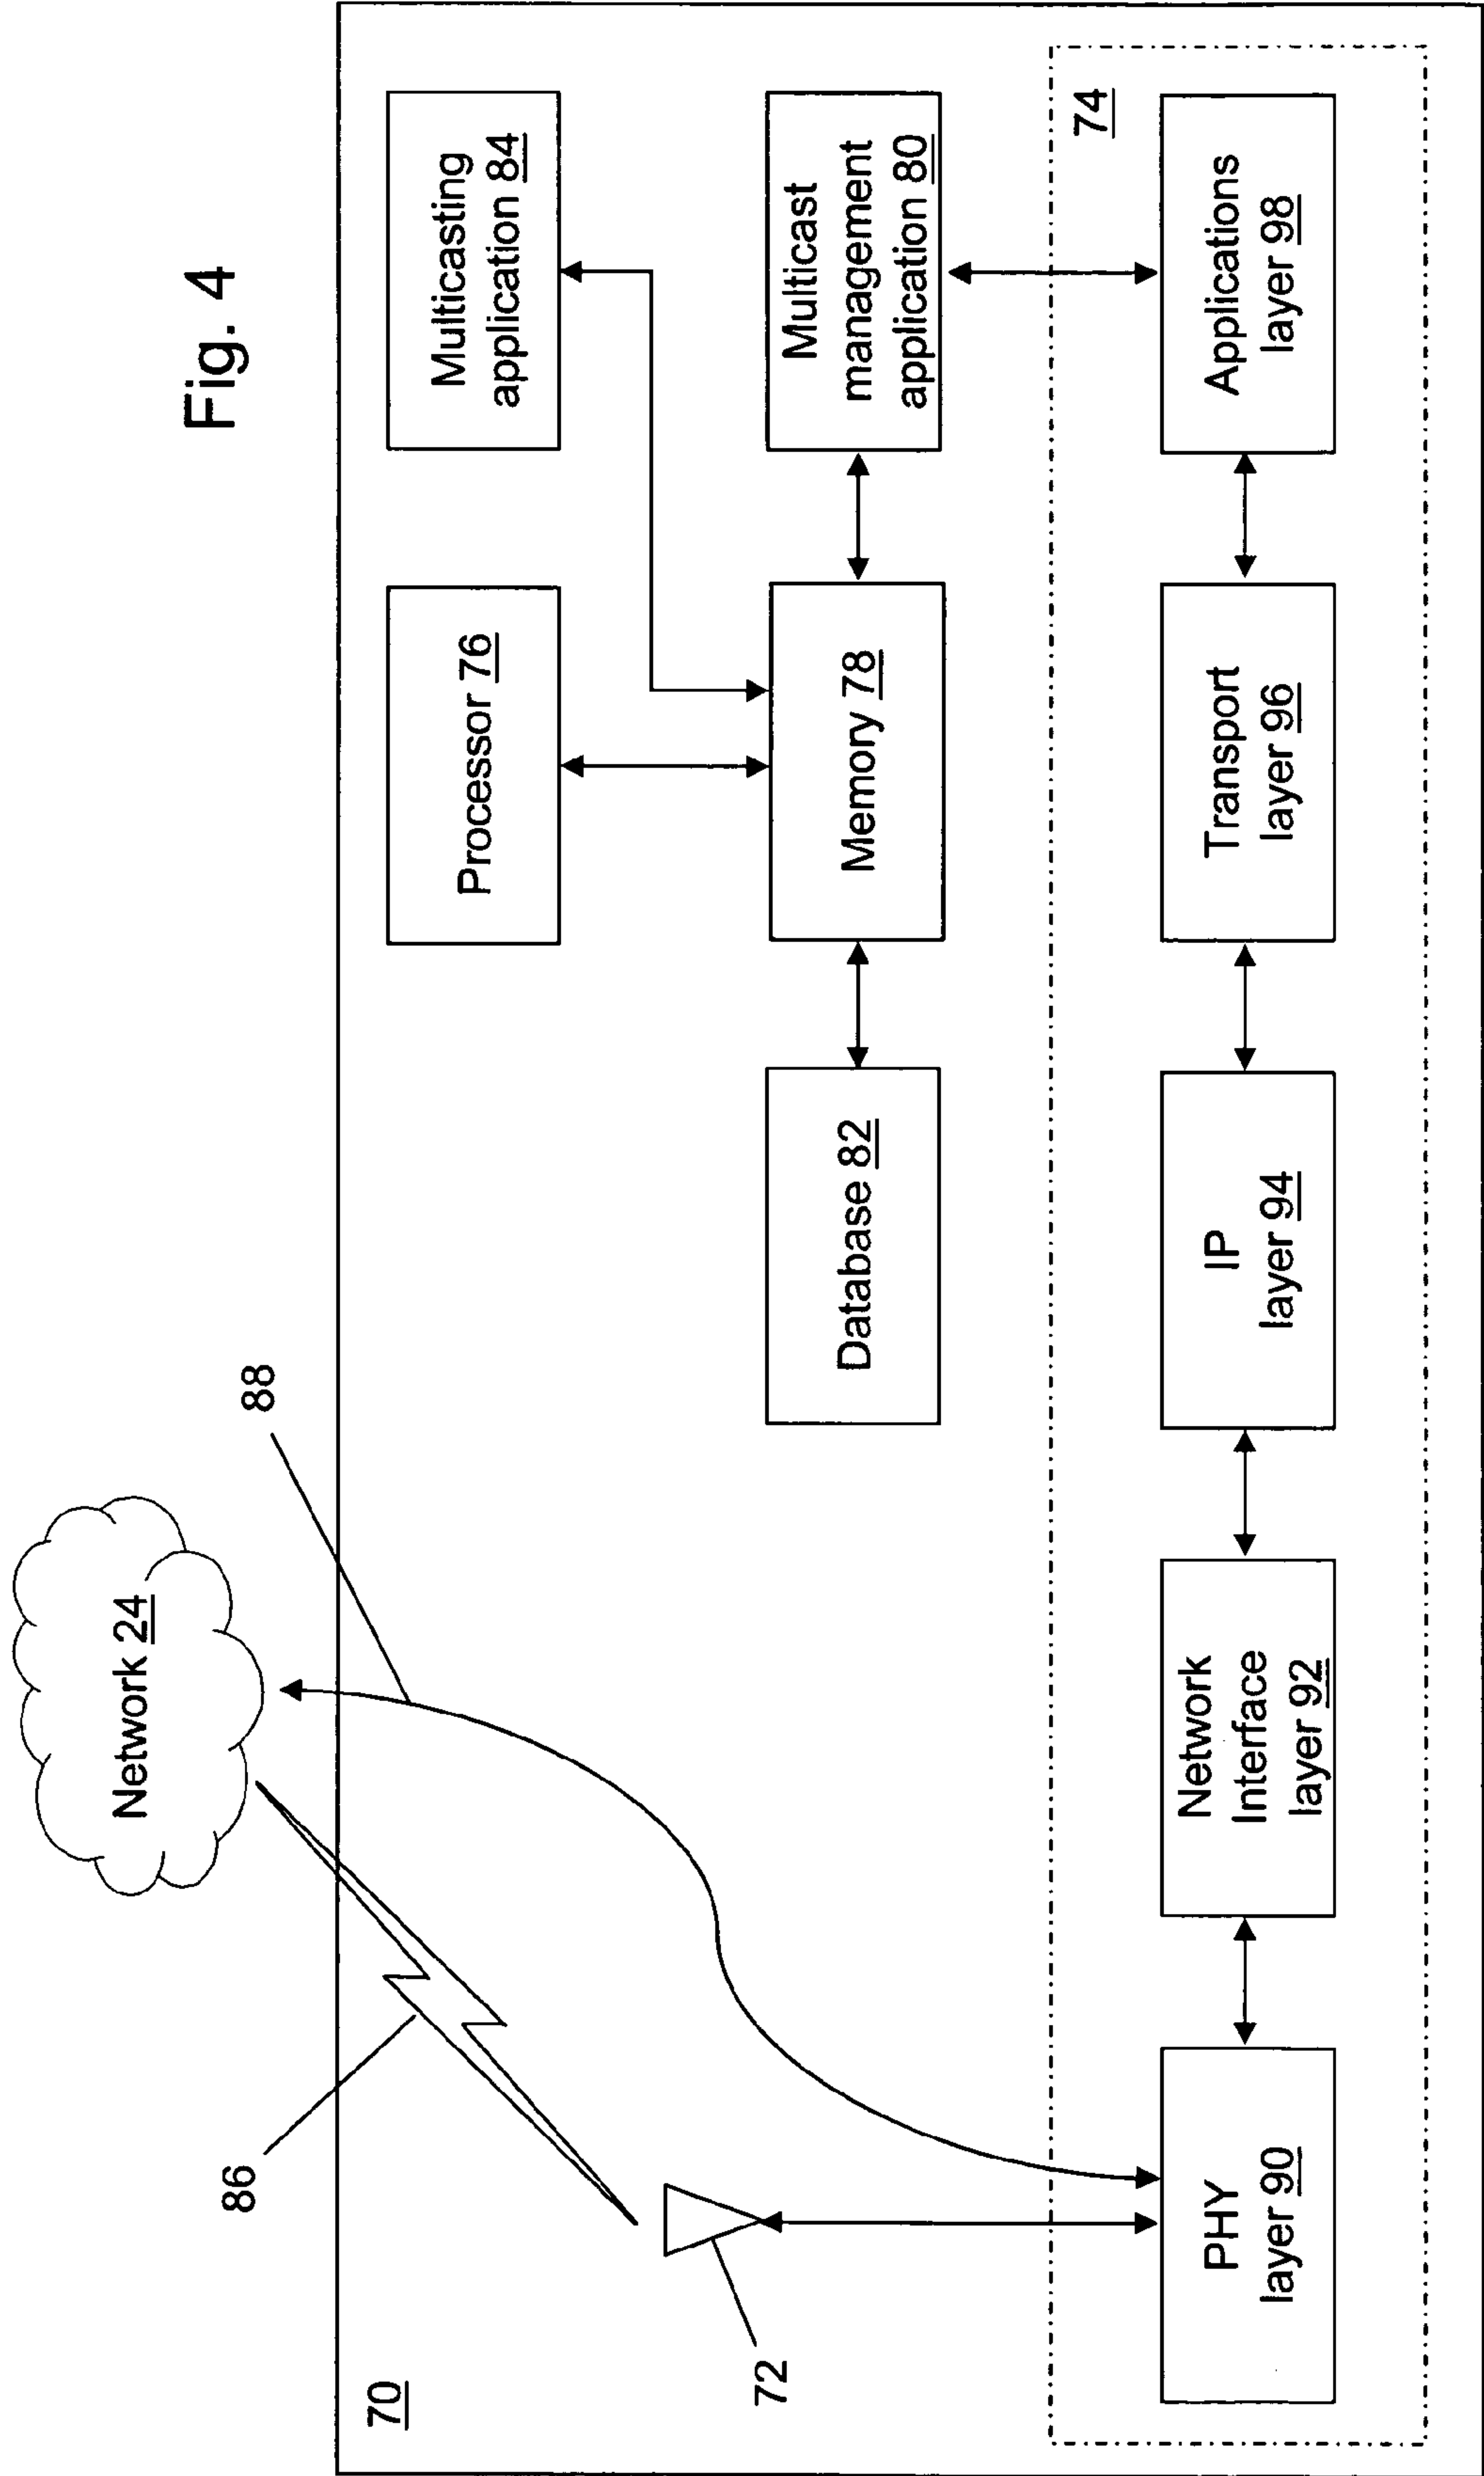 Fig. 4
Network 24
88
86
70
72
Processor 76
Multicasting
application 84
Database 82
Memory 78
Multicast
management
application 80
74
PHY
layer 90
Network
Interface
layer 92
IP
layer 94
Transport
layer 96
Applications
layer 98